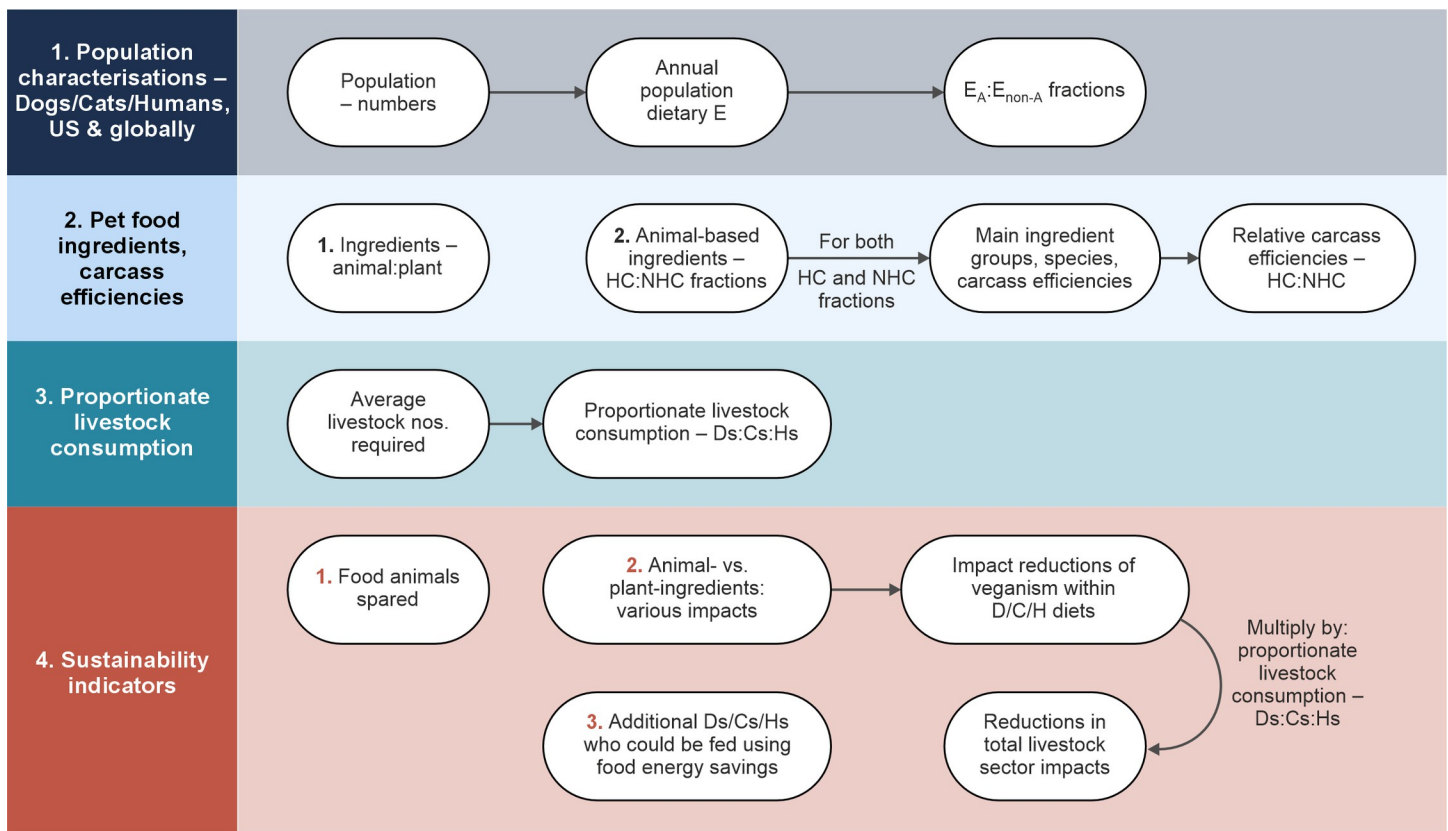 1. Population
characterisations –
Dogs/Cats/Humans,
US & globally
Population
– numbers
Annual
population
dietary E
E_A:E_non-A fractions
2. Pet food
ingredients,
carcass
efficiencies
1. Ingredients –
animal:plant
2. Animal-based
ingredients –
HC:NHC fractions
For both
HC and NHC
fractions
Main ingredient
groups, species,
carcass efficiencies
Relative carcass
efficiencies –
HC:NHC
3. Proportionate
livestock
consumption
Average
livestock nos.
required
Proportionate livestock
consumption – Ds:Cs:Hs
4. Sustainability
indicators
1. Food animals
spared
2. Animal- vs.
plant-ingredients:
various impacts
Impact reductions of
veganism within
D/C/H diets
Multiply by:
proportionate
livestock
consumption –
Ds:Cs:Hs
3. Additional Ds/Cs/Hs
who could be fed using
food energy savings
Reductions in
total livestock
sector impacts